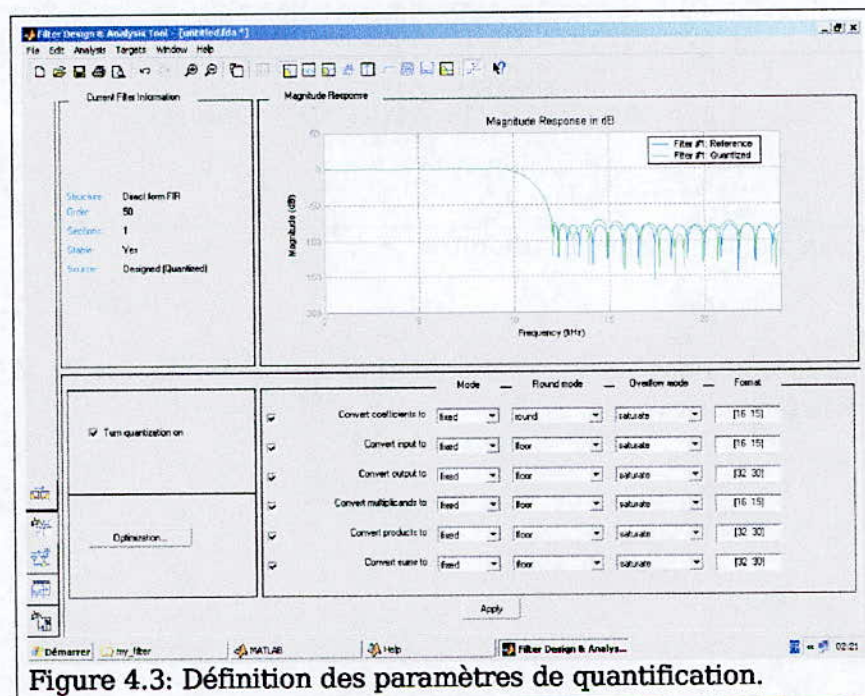 Filter Design & Analysis Tool - [untitled.fda *]
File Edit Analysis Targets Window Help
Current Filter Information
Structure: Direct form FIR
Order: 50
Sections: 1
Stable: Yes
Source: Designed (Quantized)
Magnitude Response
Magnitude Response in dB
Filter #1: Reference
Filter #1: Quantized
Magnitude (dB)
50
0
5
Frequency (kHz)
Turn quantization on
Optimization...
Mode Round mode Overflow mode Format
Convert coefficients to fixed round saturate [16 15]
Convert input to fixed floor saturate [16 15]
Convert output to fixed floor saturate [32 30]
Convert multiplicands to fixed floor saturate [16 15]
Convert products to fixed floor saturate [32 30]
Convert sums to fixed floor saturate [32 30]
Apply
Démarrer my_filter MATLAB Help Filter Design & Analys... 02:21
Figure 4.3: Définition des paramètres de quantification.